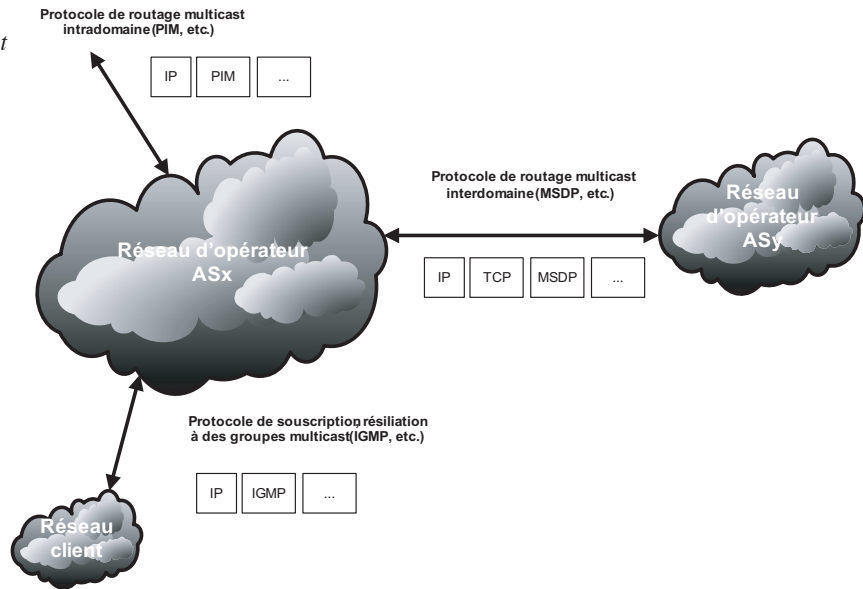 Protocole de routage multicast
intradomaine(PIM, etc.)
t
IP PIM ...
Protocole de routage multicast
interdomaine(MSDP, etc.)
Réseau
d'opérateur
ASy
Réseau d'opérateur
ASx
IP TCP MSDP ...
Protocole de souscription, résiliation
à des groupes multicast(IGMP, etc.)
IP IGMP ...
Réseau
client